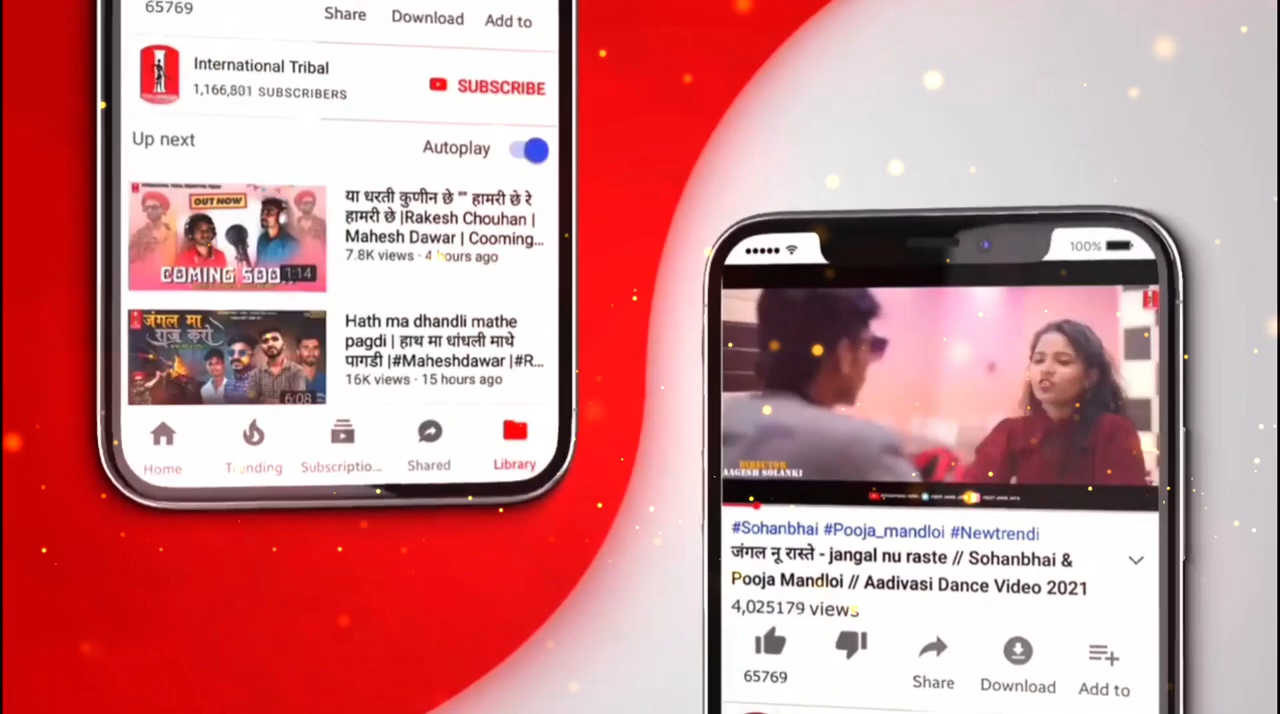 65769
Share Download Add to
International Tribal
1,166,801 SUBSCRIBERS
SUBSCRIBE
Up next
Autoplay
OUT NOW
COMING SOO
1:14
या धरती कुणीन छे "" हामरी छे रे
हामरी छे |Rakesh Chouhan |
Mahesh Dawar | Cooming...
7.8K views · 4 hours ago
जंगल मा
राज करो
6:08
Hath ma dhandli mathe
pagdi | हाथ मा धांधली माथे
पागडी |#Maheshdawar |#R...
16K views · 15 hours ago
Home Trending Subscriptio... Shared Library
100%
DIRECTOR
AAGESH SOLANKI
#Sohanbhai #Pooja_mandloi #Newtrendi
जंगल नू रास्ते - jangal nu raste // Sohanbhai &
Pooja Mandloi // Aadivasi Dance Video 2021
4,025179 views
65769
Share Download Add to